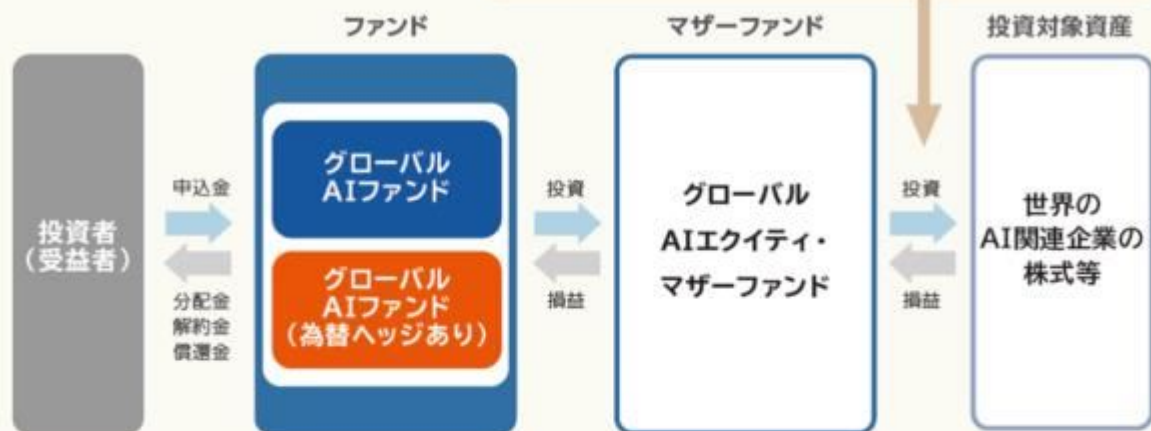 ファンド
マザーファンド
投資対象資産
投資者
（受益者）
申込金
分配金
解約金
償還金
グローバル
AIファンド
グローバル
AIファンド
（為替ヘッジあり）
投資
損益
グローバル
AIエクイティ・
マザーファンド
投資
損益
世界の
AI関連企業の
株式等